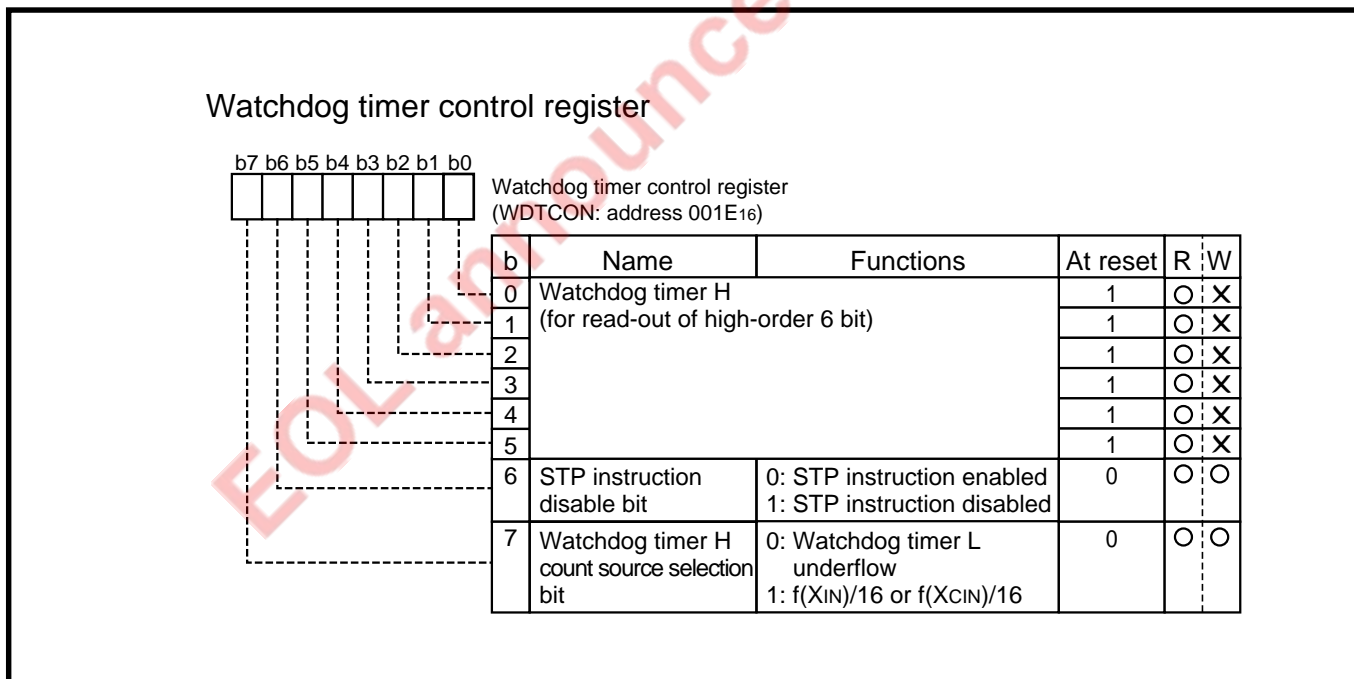 Watchdog timer control register
b7 b6 b5 b4 b3 b2 b1 b0
Watchdog timer control register
(WDTCON: address 001E16)
b Name Functions At reset R W
0 Watchdog timer H 1 O X
1 (for read-out of high-order 6 bit) 1 O X
2 1 O X
3 1 O X
4 1 O X
5 1 O X
6 STP instruction 0: STP instruction enabled 0 O O
disable bit 1: STP instruction disabled
7 Watchdog timer H 0: Watchdog timer L 0 O O
count source selection underflow
bit 1: f(XIN)/16 or f(XCIN)/16
EOL announce